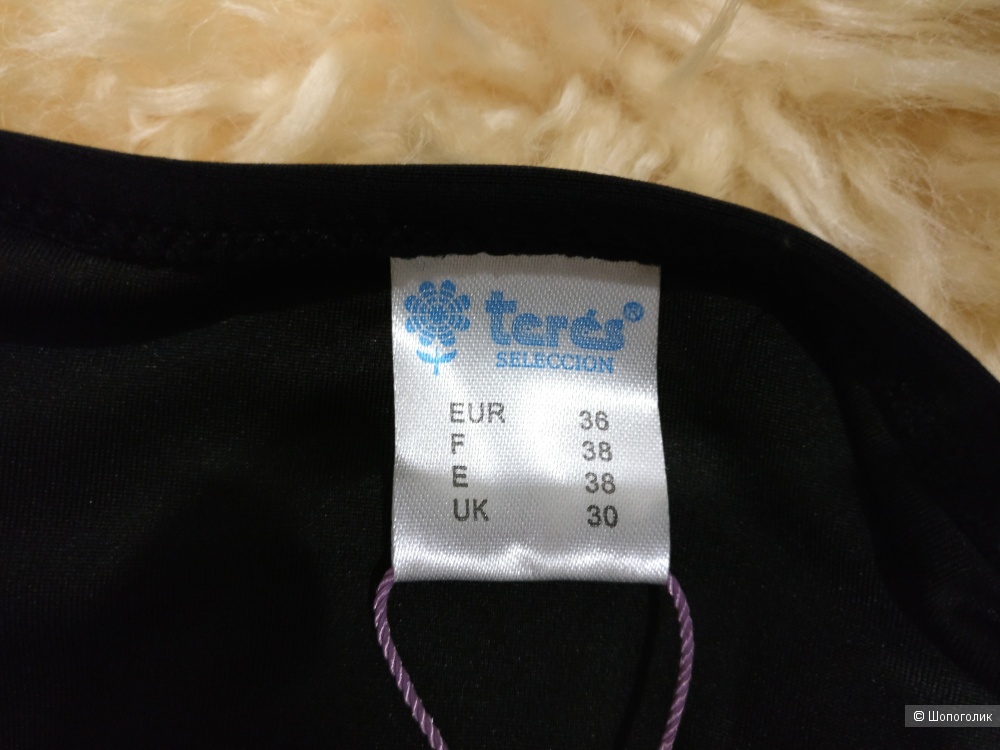 terés®
SELECCION
EUR 36
F 38
E 38
UK 30
© Шопоголик